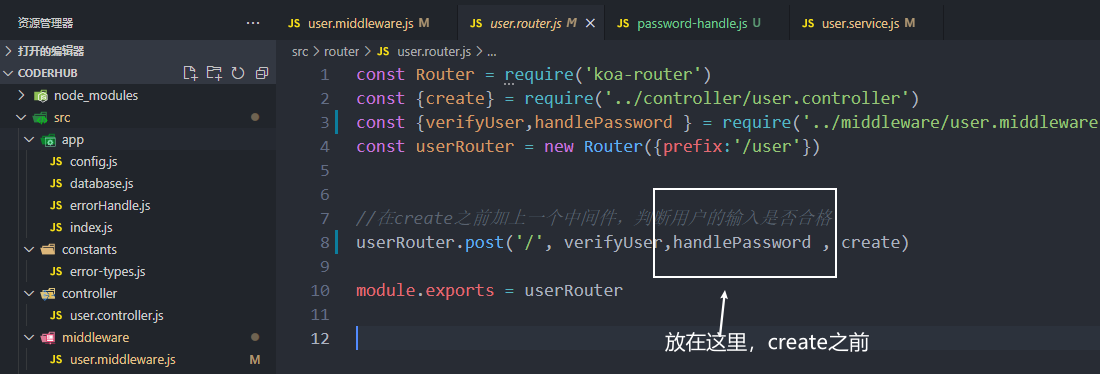 资源管理器
···
打开的编辑器
CODERHUB
node_modules
src
app
JS config.js
JS database.js
JS errorHandle.js
JS index.js
constants
JS error-types.js
controller
JS user.controller.js
middleware
JS user.middleware.js M
JS user.middleware.js M
JS user.router.js M
JS password-handle.js U
JS user.service.js M
src > router > JS user.router.js > ...
1 const Router = require('koa-router')
2 const {create} = require('../controller/user.controller')
3 const {verifyUser,handlePassword } = require('../middleware/user.middleware
4 const userRouter = new Router({prefix:'/user'})
5
6
7 //在create之前加上一个中间件，判断用户的输入是否合格
8 userRouter.post('/', verifyUser,handlePassword , create)
9
10 module.exports = userRouter
11
12
放在这里，create之前